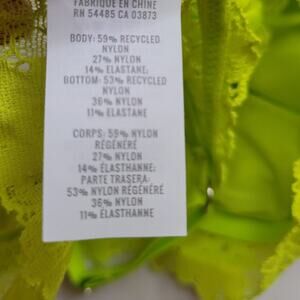 FABRIQUÉ EN CHINE
RN 54485 CA 03873
BODY: 59% RECYCLED
NYLON
27% NYLON
14% ELASTANE;
BOTTOM: 53% RECYCLED
NYLON
36% NYLON
11% ELASTANE
CORPS: 59% NYLON
RÉGÉNÉRÉ
27% NYLON
14% ÉLASTHANNE;
PARTE TRASERA:
53% NYLON RÉGÉNÉRÉ
36% NYLON
11% ÉLASTHANNE